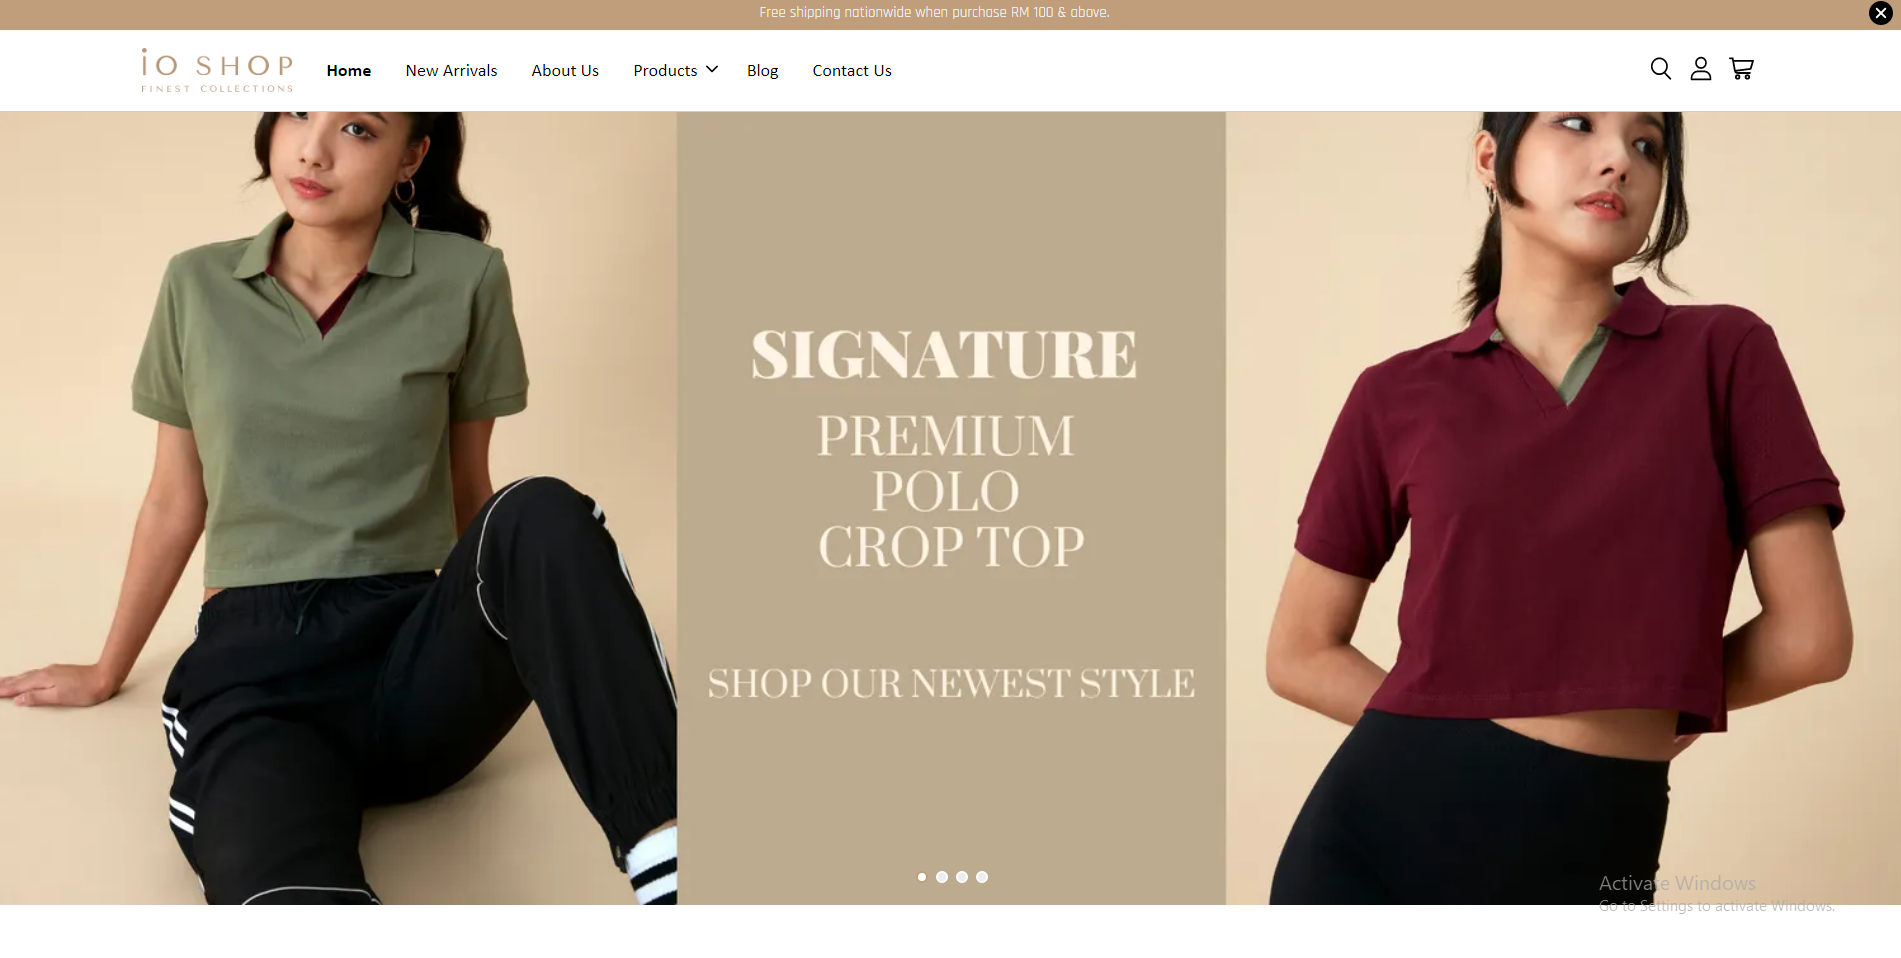 Free shipping nationwide when purchase RM 100 & above.
iO SHOP
FINEST COLLECTIONS
Home New Arrivals About Us Products Blog Contact Us
SIGNATURE
PREMIUM
POLO
CROP TOP
SHOP OUR NEWEST STYLE
Activate Windows
Go to Settings to activate Windows.